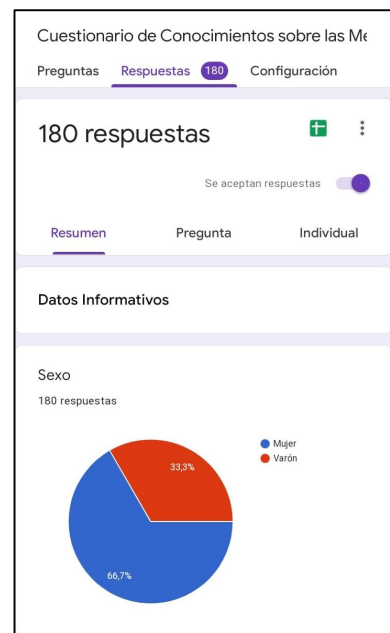 Cuestionario de Conocimientos sobre las Me
Preguntas Respuestas 180 Configuración
180 respuestas
Se aceptan respuestas
Resumen Pregunta Individual
Datos Informativos
Sexo
180 respuestas
Mujer
Varón
33,3%
66,7%